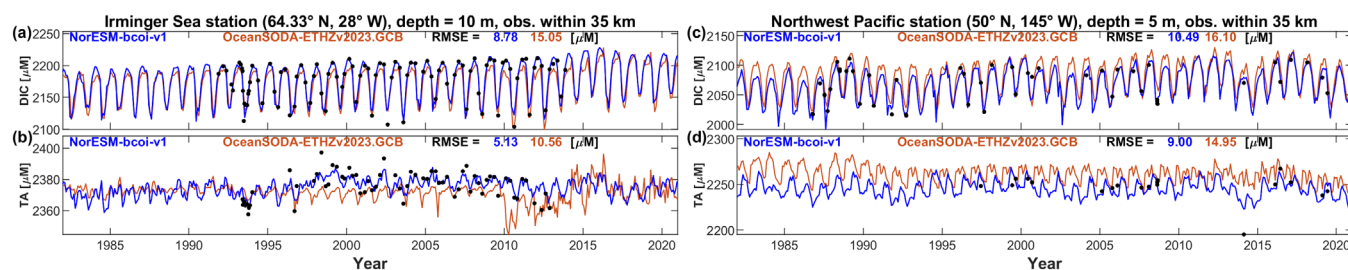 Irminger Sea station (64.33° N, 28° W), depth = 10 m, obs. within 35 km
(a)
NorESM-bcoi-v1 OceanSODA-ETHZv2023.GCB RMSE = 8.78 15.05 [μM]
DIC [μM]
2250
2200
2150
2100
(b)
NorESM-bcoi-v1 OceanSODA-ETHZv2023.GCB RMSE = 5.13 10.56 [μM]
TA [μM]
2400
2380
2360
1985 1990 1995 2000 2005 2010 2015 2020
Year
Northwest Pacific station (50° N, 145° W), depth = 5 m, obs. within 35 km
(c)
NorESM-bcoi-v1 OceanSODA-ETHZv2023.GCB RMSE = 10.49 16.10 [μM]
DIC [μM]
2150
2100
2050
2000
(d)
NorESM-bcoi-v1 OceanSODA-ETHZv2023.GCB RMSE = 9.00 14.95 [μM]
TA [μM]
2300
2250
2200
1985 1990 1995 2000 2005 2010 2015 2020
Year